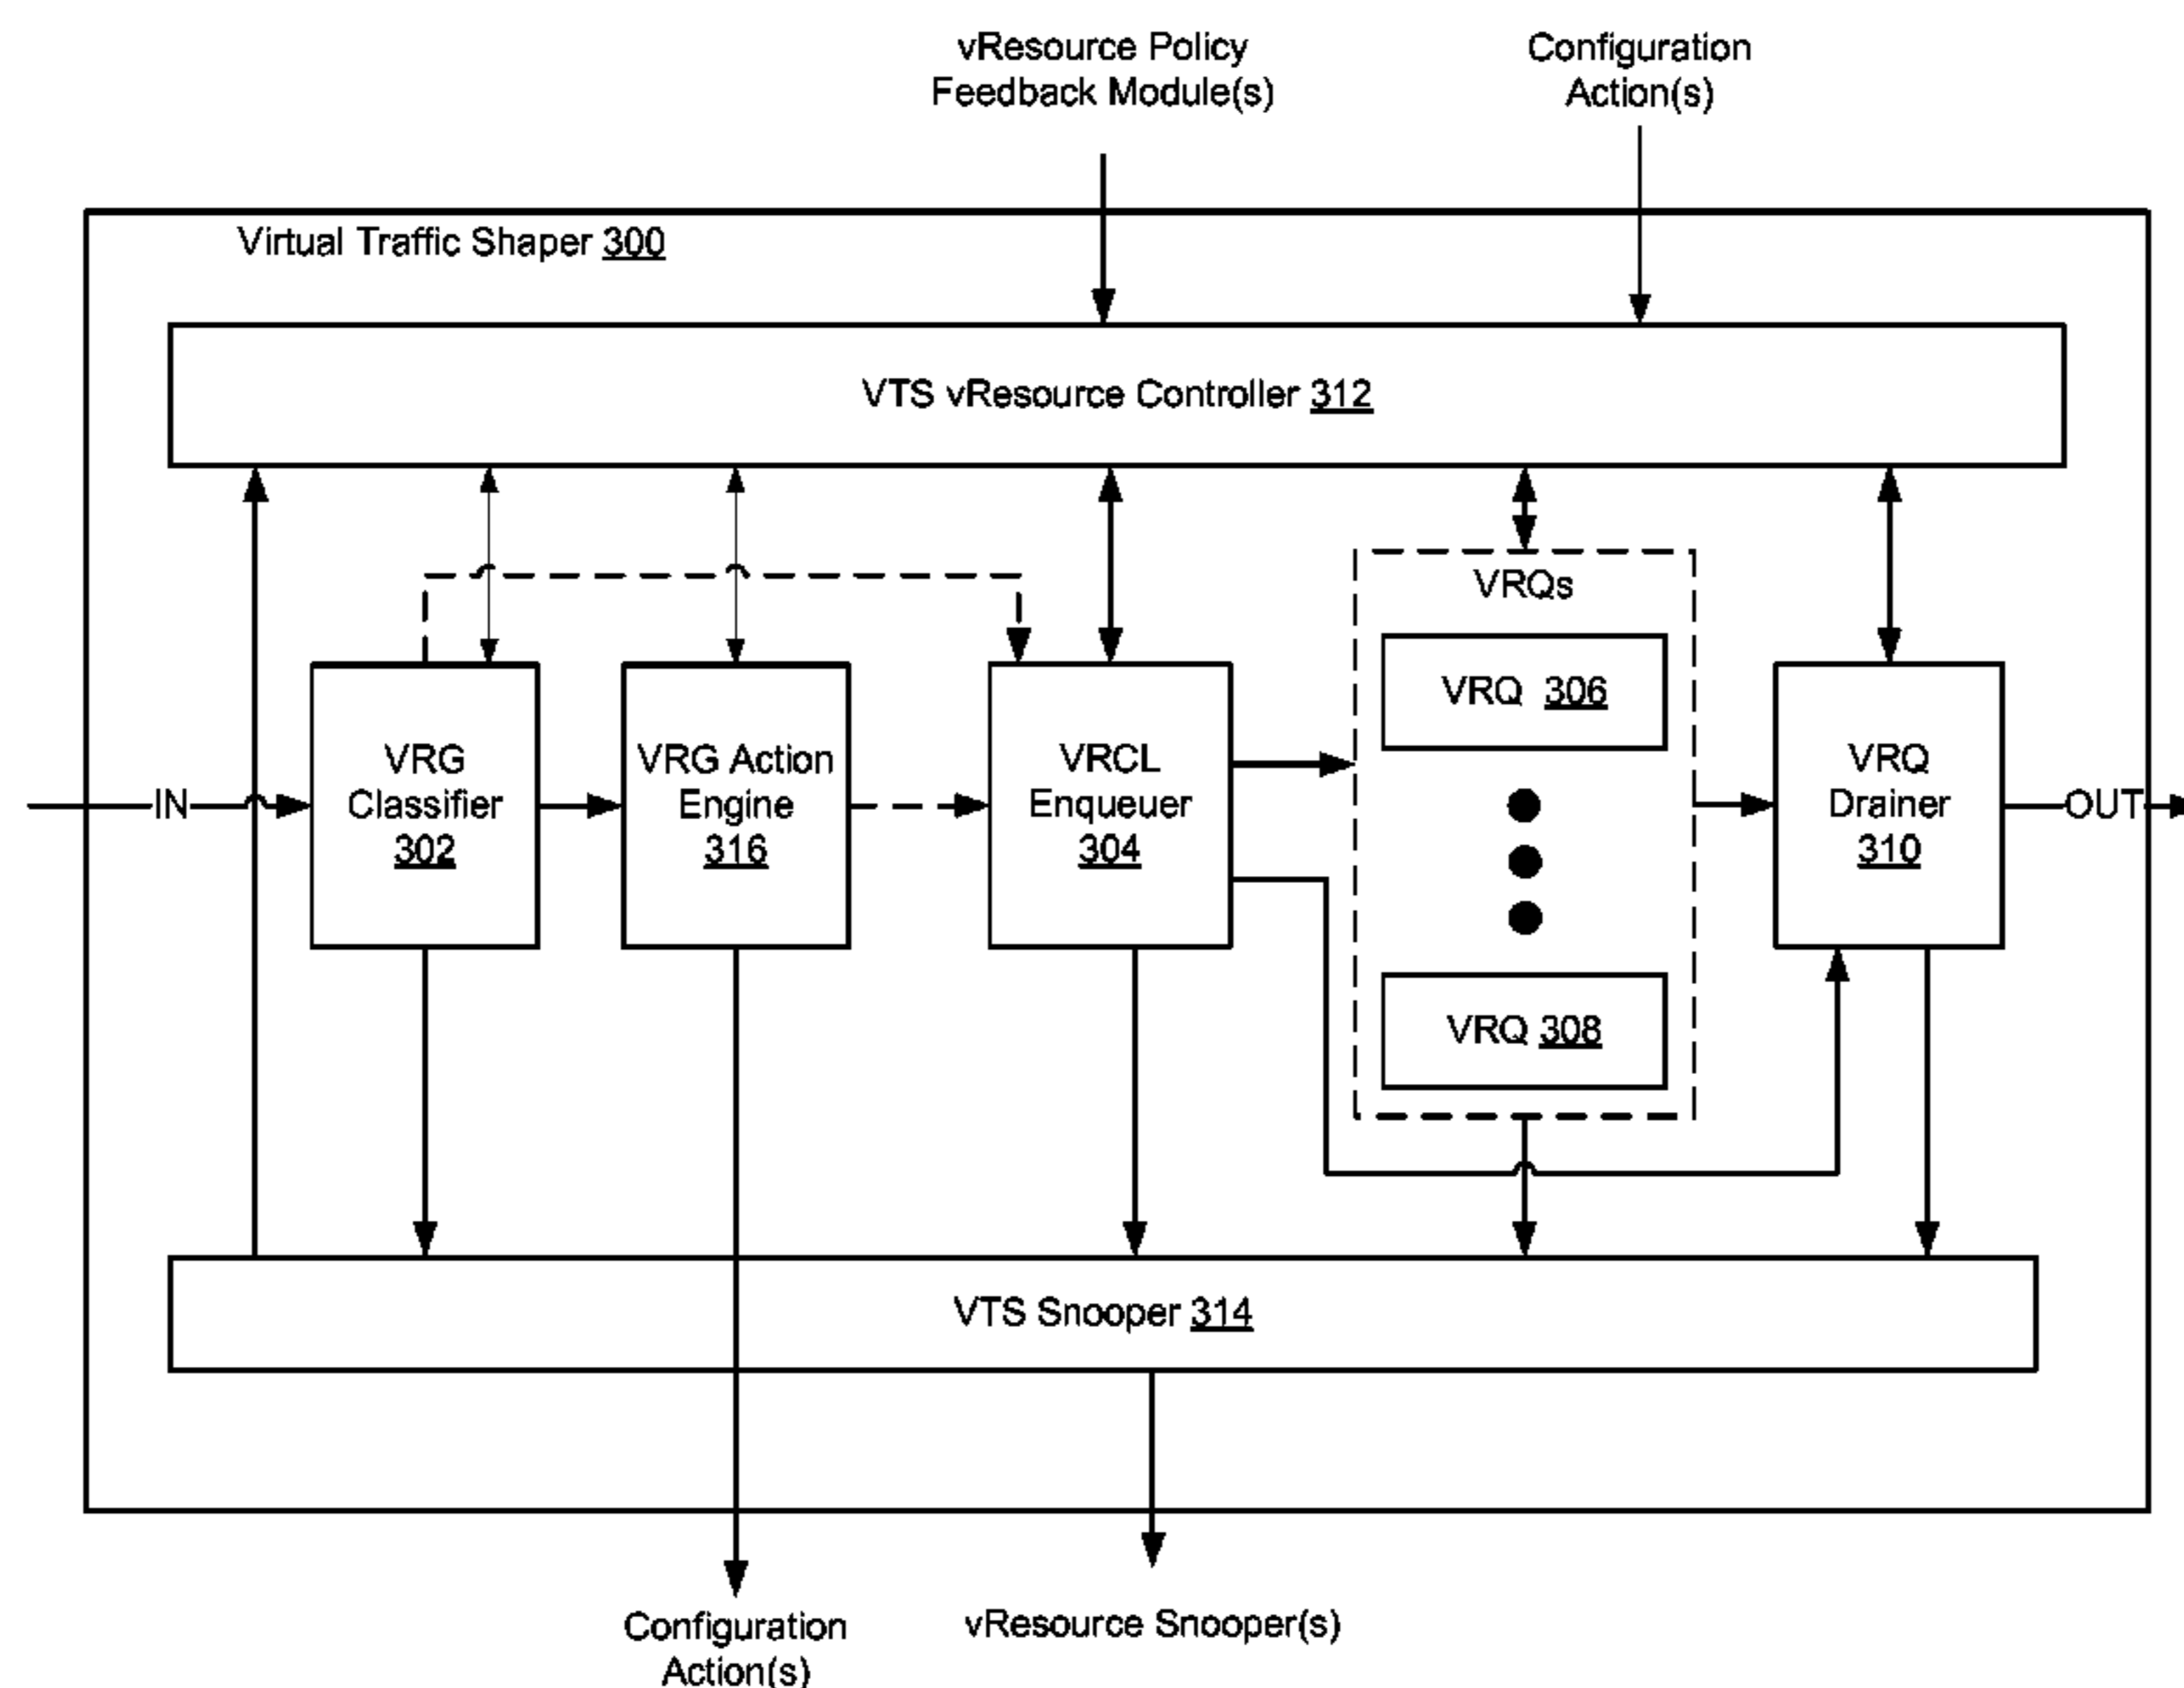 vResource Policy
Feedback Module(s)
Configuration
Action(s)
Virtual Traffic Shaper 300
VTS vResource Controller 312
VRQs
VRQ 306
VRG
Classifier
302
VRG Action
Engine
316
VRCL
Enqueuer
304
VRQ
Drainer
310
IN
OUT
VRQ 308
VTS Snooper 314
Configuration
Action(s)
vResource Snooper(s)